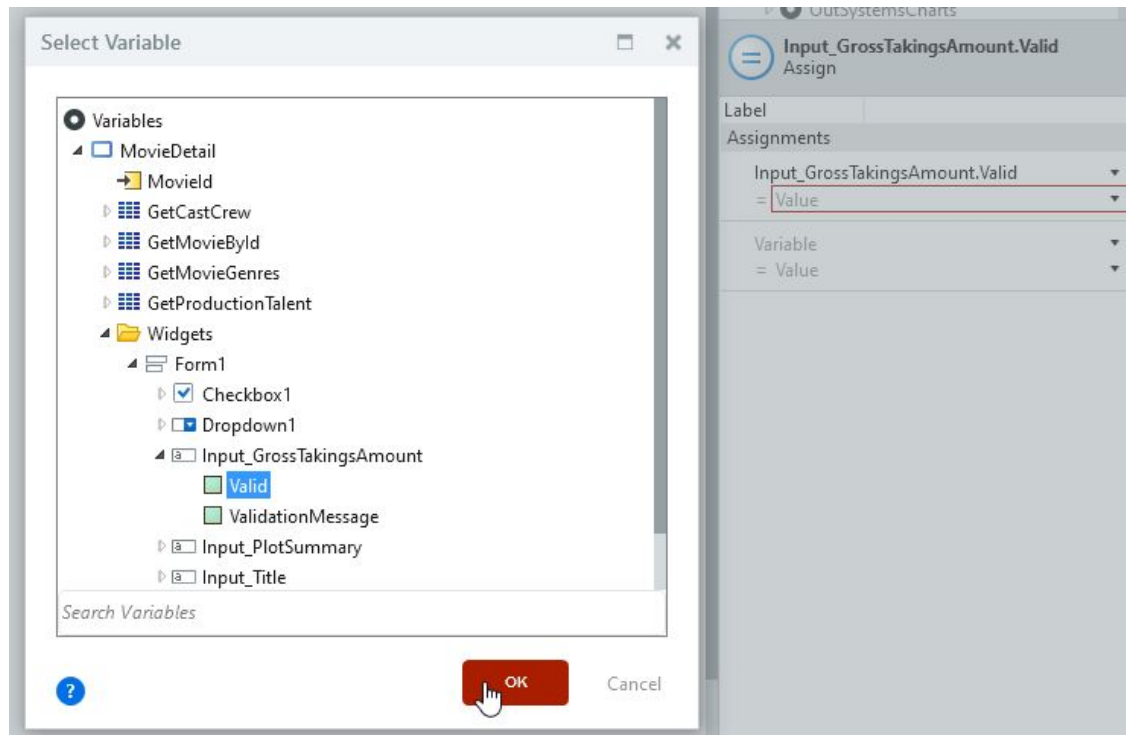 OutSystemsCharts
Select Variable
Input_GrossTakingsAmount.Valid
Assign
Variables
MovieDetail
MovieId
GetCastCrew
GetMovieById
GetMovieGenres
GetProductionTalent
Widgets
Form1
Checkbox1
Dropdown1
Input_GrossTakingsAmount
Valid
ValidationMessage
Input_PlotSummary
Input_Title
Search Variables
?
OK
Cancel
Label
Assignments
Input_GrossTakingsAmount.Valid
= Value
Variable
= Value